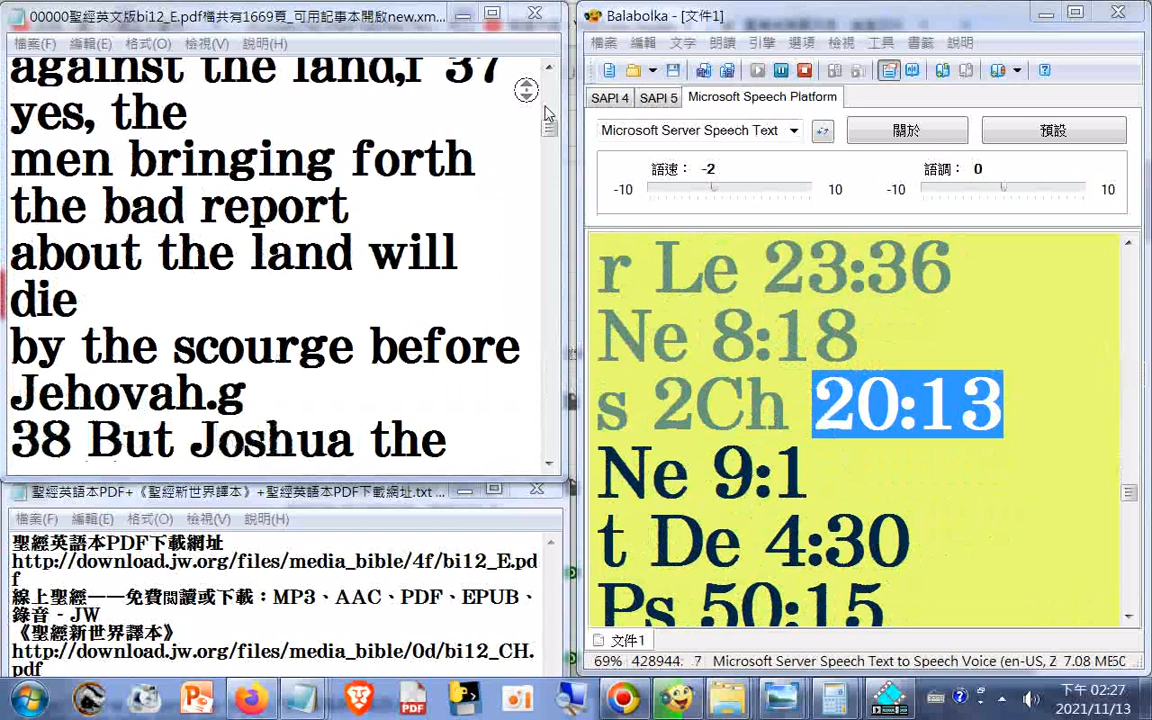 00000聖經英文版bi12_E.pdf檔共有1669頁_可用記事本開啟new.xm...
檔案(F) 編輯(E) 格式(O) 檢視(V) 說明(H)
against the land,f 37
yes, the
men bringing forth
the bad report
about the land will
die
by the scourge before
Jehovah.g
38 But Joshua the
聖經英語本PDF+《聖經新世界譯本》+聖經英語本PDF下載網址.txt ...
檔案(F) 編輯(E) 格式(O) 檢視(V) 說明(H)
聖經英語本PDF下載網址
http://download.jw.org/files/media_bible/4f/bi12_E.pd
f
線上聖經——免費閱讀或下載：MP3、AAC、PDF、EPUB、
錄音 - JW
《聖經新世界譯本》
http://download.jw.org/files/media_bible/0d/bi12_CH.
pdf
Balabolka - [文件1]
檔案 編輯 文字 朗讀 引擎 選項 檢視 工具 書籤 說明
SAPI 4 SAPI 5 Microsoft Speech Platform
Microsoft Server Speech Text 關於 預設
語速： -2 語調： 0
-10 10 -10 10
r Le 23:36
Ne 8:18
s 2Ch 20:13
Ne 9:1
t De 4:30
Ps 50:15
文件1
69% 428944: 7 Microsoft Server Speech Text to Speech Voice (en-US, Z 7.08 ME5C
PDF
下午 02:27
2021/11/13